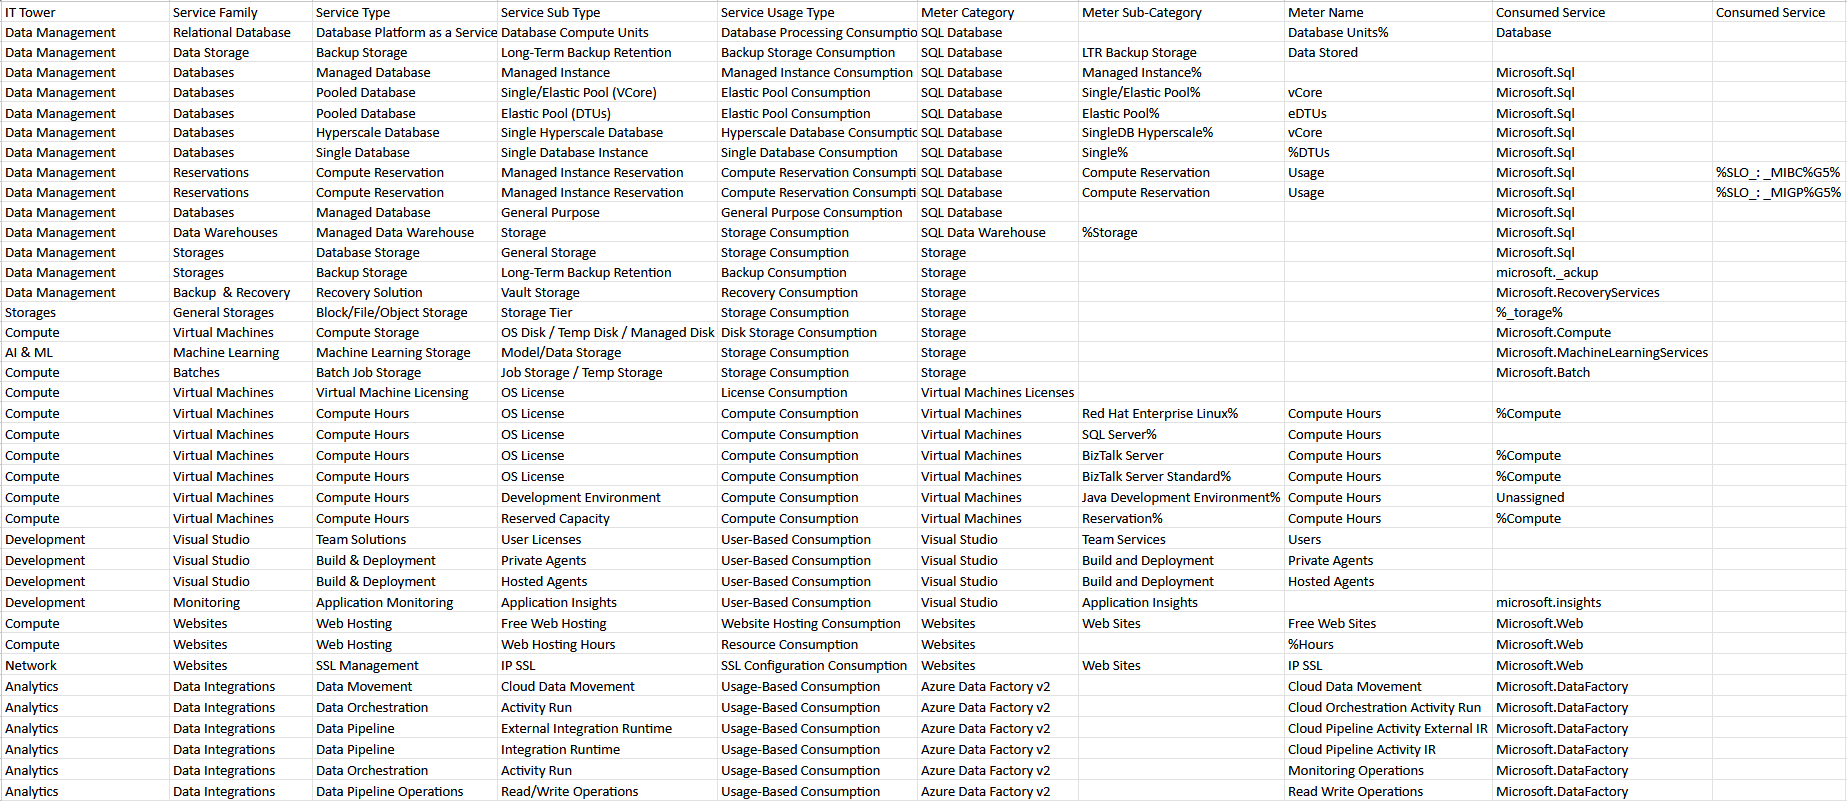 IT Tower Service Family Service Type Service Sub Type Service Usage Type Meter Category Meter Sub-Category Meter Name Consumed Service Consumed Service
Data Management Relational Database Database Platform as a Service Database Compute Units Database Processing Consumptio SQL Database Database Units% Database
Data Management Data Storage Backup Storage Long-Term Backup Retention Backup Storage Consumption SQL Database LTR Backup Storage Data Stored
Data Management Databases Managed Database Managed Instance Managed Instance Consumption SQL Database Managed Instance% Microsoft.Sql
Data Management Databases Pooled Database Single/Elastic Pool (VCore) Elastic Pool Consumption SQL Database Single/Elastic Pool% vCore Microsoft.Sql
Data Management Databases Pooled Database Elastic Pool (DTUs) Elastic Pool Consumption SQL Database Elastic Pool% eDTUs Microsoft.Sql
Data Management Databases Hyperscale Database Single Hyperscale Database Hyperscale Database Consumptic SQL Database SingleDB Hyperscale% vCore Microsoft.Sql
Data Management Databases Single Database Single Database Instance Single Database Consumption SQL Database Single% %DTUs Microsoft.Sql
Data Management Reservations Compute Reservation Managed Instance Reservation Compute Reservation Consumpti SQL Database Compute Reservation Usage Microsoft.Sql %SLO_: _MIBC%G5%
Data Management Reservations Compute Reservation Managed Instance Reservation Compute Reservation Consumpti SQL Database Compute Reservation Usage Microsoft.Sql %SLO_: _MIGP%G5%
Data Management Databases Managed Database General Purpose General Purpose Consumption SQL Database Microsoft.Sql
Data Management Data Warehouses Managed Data Warehouse Storage Storage Consumption SQL Data Warehouse %Storage Microsoft.Sql
Data Management Storages Database Storage General Storage Storage Consumption Storage Microsoft.Sql
Data Management Storages Backup Storage Long-Term Backup Retention Backup Consumption Storage microsoft._ackup
Data Management Backup & Recovery Recovery Solution Vault Storage Recovery Consumption Storage Microsoft.RecoveryServices
Storages General Storages Block/File/Object Storage Storage Tier Storage Consumption Storage %_torage%
Compute Virtual Machines Compute Storage OS Disk / Temp Disk / Managed Disk Disk Storage Consumption Storage Microsoft.Compute
AI & ML Machine Learning Machine Learning Storage Model/Data Storage Storage Consumption Storage Microsoft.MachineLearningServices
Compute Batches Batch Job Storage Job Storage / Temp Storage Storage Consumption Storage Microsoft.Batch
Compute Virtual Machines Virtual Machine Licensing OS License License Consumption Virtual Machines Licenses
Compute Virtual Machines Compute Hours OS License Compute Consumption Virtual Machines Red Hat Enterprise Linux% Compute Hours %Compute
Compute Virtual Machines Compute Hours OS License Compute Consumption Virtual Machines SQL Server% Compute Hours
Compute Virtual Machines Compute Hours OS License Compute Consumption Virtual Machines BizTalk Server Compute Hours %Compute
Compute Virtual Machines Compute Hours OS License Compute Consumption Virtual Machines BizTalk Server Standard% Compute Hours %Compute
Compute Virtual Machines Compute Hours Development Environment Compute Consumption Virtual Machines Java Development Environment% Compute Hours Unassigned
Compute Virtual Machines Compute Hours Reserved Capacity Compute Consumption Virtual Machines Reservation% Compute Hours %Compute
Development Visual Studio Team Solutions User Licenses User-Based Consumption Visual Studio Team Services Users
Development Visual Studio Build & Deployment Private Agents User-Based Consumption Visual Studio Build and Deployment Private Agents
Development Visual Studio Build & Deployment Hosted Agents User-Based Consumption Visual Studio Build and Deployment Hosted Agents
Development Monitoring Application Monitoring Application Insights User-Based Consumption Visual Studio Application Insights microsoft.insights
Compute Websites Web Hosting Free Web Hosting Website Hosting Consumption Websites Web Sites Free Web Sites Microsoft.Web
Compute Websites Web Hosting Web Hosting Hours Resource Consumption Websites %Hours Microsoft.Web
Network Websites SSL Management IP SSL SSL Configuration Consumption Websites Web Sites IP SSL Microsoft.Web
Analytics Data Integrations Data Movement Cloud Data Movement Usage-Based Consumption Azure Data Factory v2 Cloud Data Movement Microsoft.DataFactory
Analytics Data Integrations Data Orchestration Activity Run Usage-Based Consumption Azure Data Factory v2 Cloud Orchestration Activity Run Microsoft.DataFactory
Analytics Data Integrations Data Pipeline External Integration Runtime Usage-Based Consumption Azure Data Factory v2 Cloud Pipeline Activity External IR Microsoft.DataFactory
Analytics Data Integrations Data Pipeline Integration Runtime Usage-Based Consumption Azure Data Factory v2 Cloud Pipeline Activity IR Microsoft.DataFactory
Analytics Data Integrations Data Orchestration Activity Run Usage-Based Consumption Azure Data Factory v2 Monitoring Operations Microsoft.DataFactory
Analytics Data Integrations Data Pipeline Operations Read/Write Operations Usage-Based Consumption Azure Data Factory v2 Read Write Operations Microsoft.DataFactory